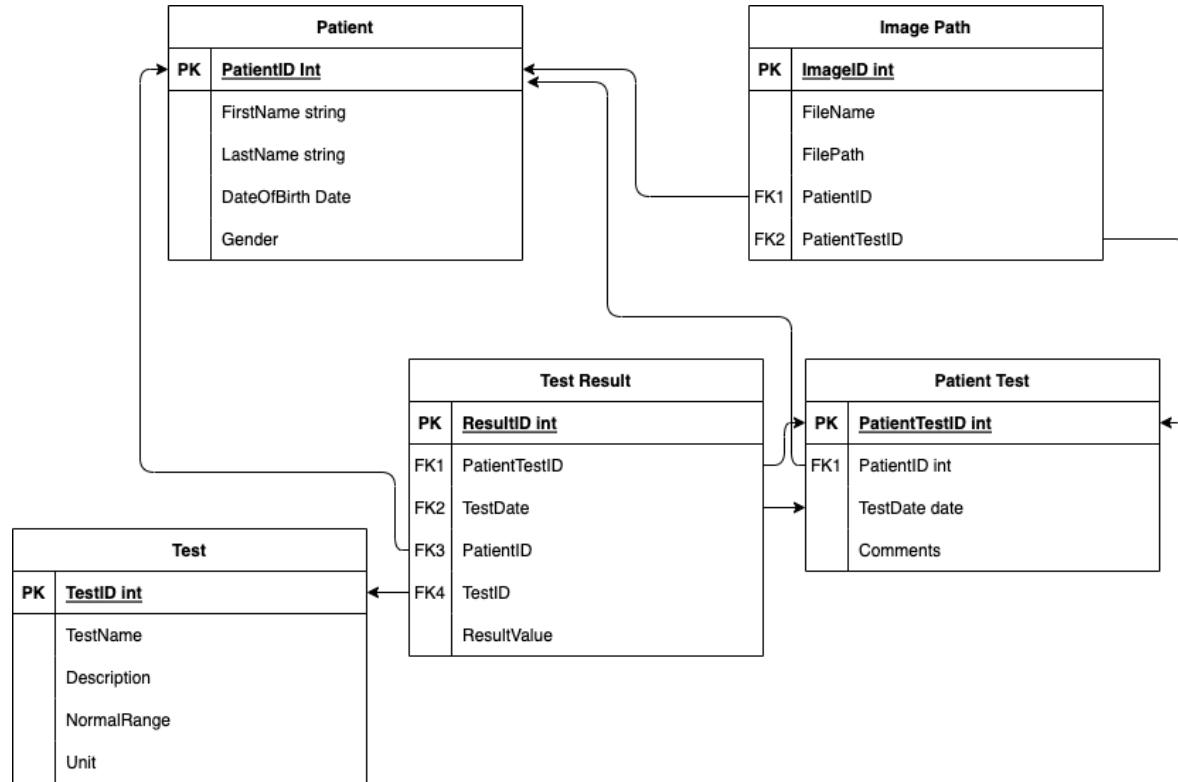 Patient
PK PatientID Int
FirstName string
LastName string
DateOfBirth Date
Gender
Image Path
PK ImageID int
FileName
FilePath
FK1 PatientID
FK2 PatientTestID
Test Result
PK ResultID int
FK1 PatientTestID
FK2 TestDate
FK3 PatientID
FK4 TestID
ResultValue
Patient Test
PK PatientTestID int
FK1 PatientID int
TestDate date
Comments
Test
PK TestID int
TestName
Description
NormalRange
Unit